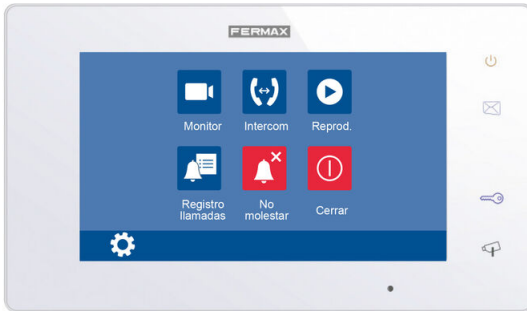 FERMAX
Monitor
Intercom
Reprod.
Registro
llamadas
No
molestar
Cerrar